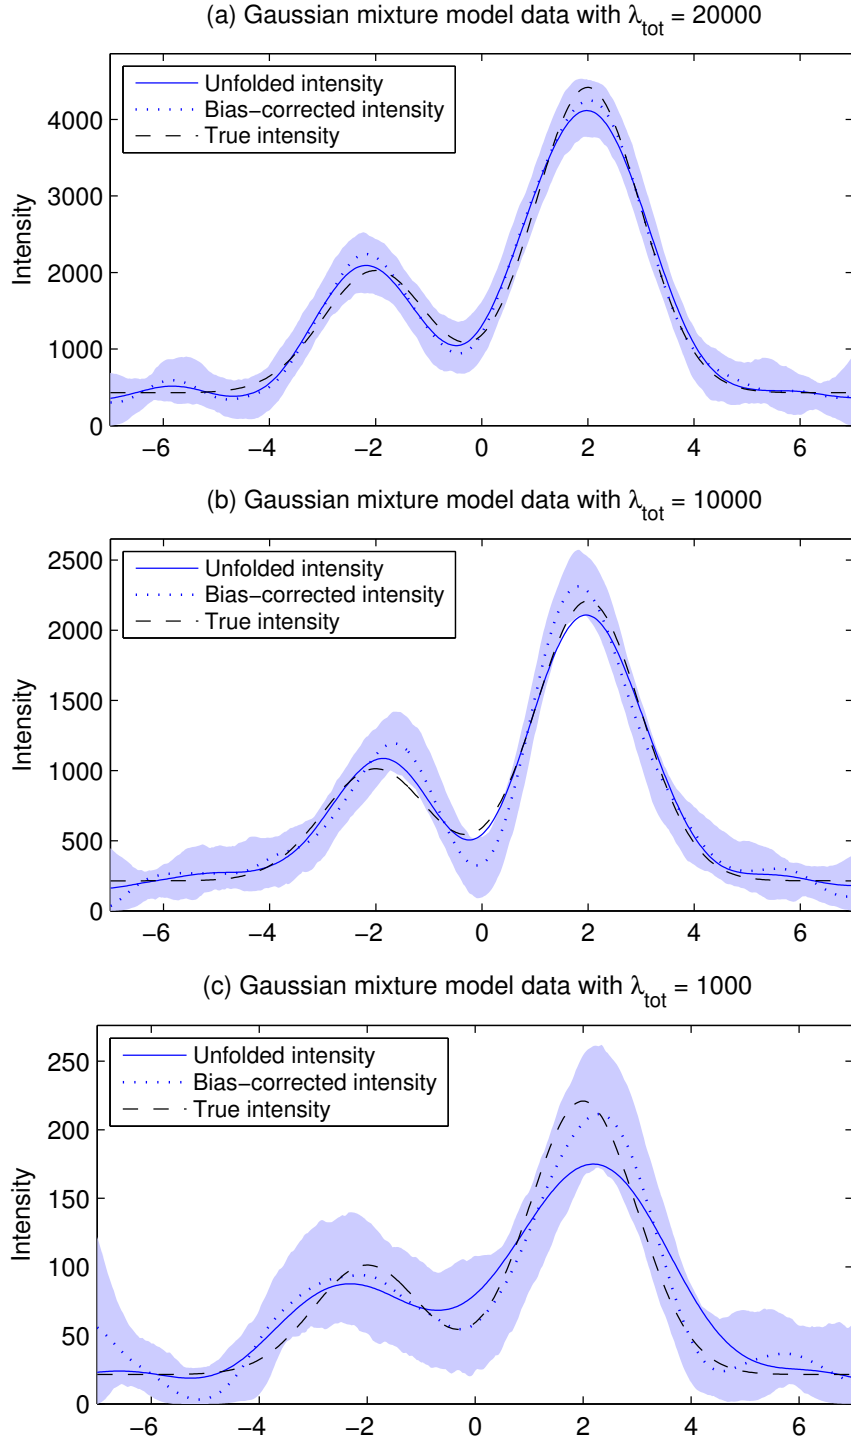 (a) Gaussian mixture model data with λtot = 20000
Unfolded intensity
Bias−corrected intensity
True intensity
Intensity
4000
3000
2000
1000
0
−6 −4 −2 0 2 4 6
(b) Gaussian mixture model data with λtot = 10000
Unfolded intensity
Bias−corrected intensity
True intensity
Intensity
2500
2000
1500
1000
500
0
−6 −4 −2 0 2 4 6
(c) Gaussian mixture model data with λtot = 1000
Unfolded intensity
Bias−corrected intensity
True intensity
Intensity
250
200
150
100
50
0
−6 −4 −2 0 2 4 6